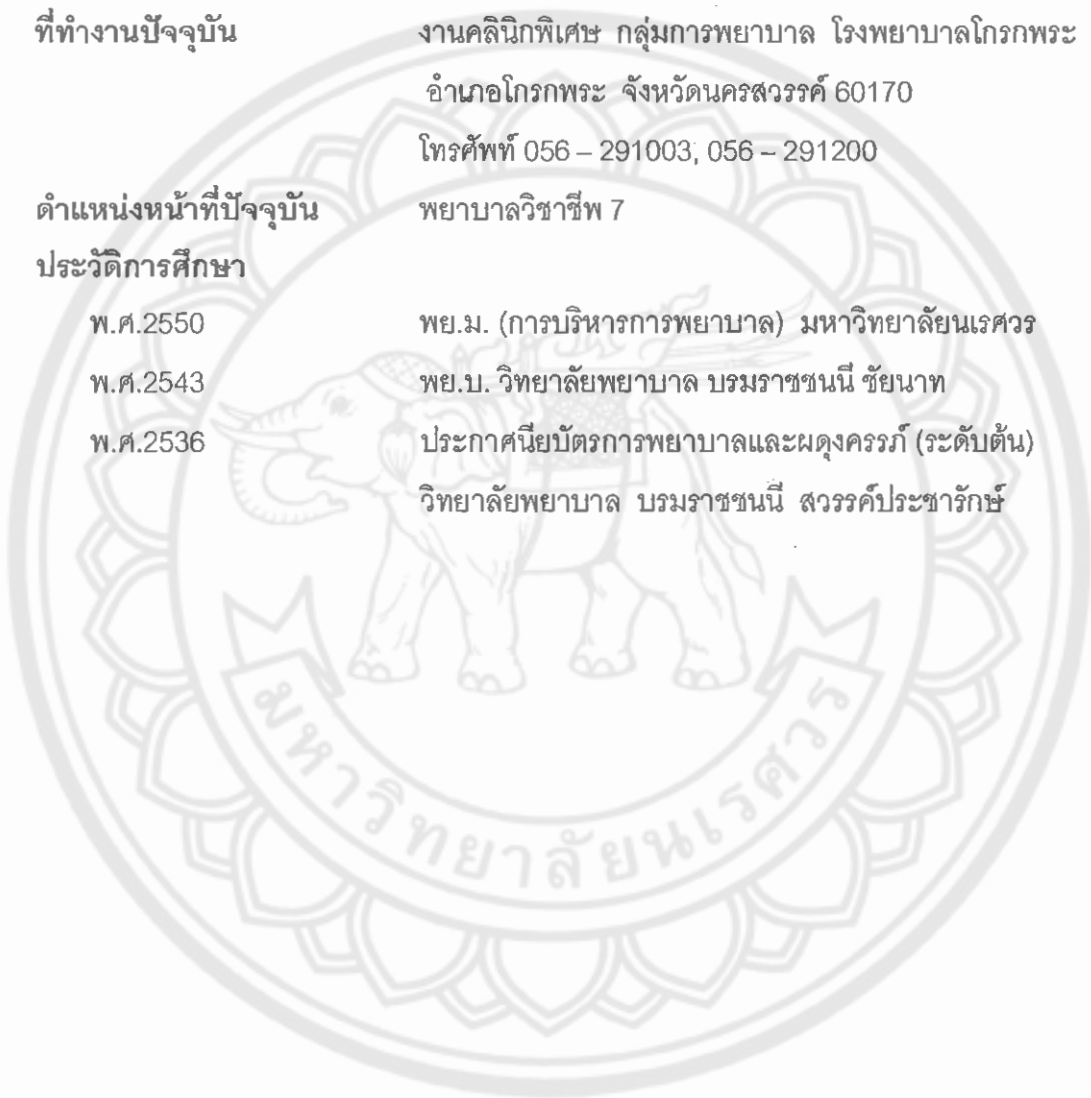 ที่ทำงานปัจจุบัน งานคลินิกพิเศษ กลุ่มการพยาบาล โรงพยาบาลโกรกพระ
อำเภอโกรกพระ จังหวัดนครสวรรค์ 60170
โทรศัพท์ 056 – 291003, 056 – 291200
ตำแหน่งหน้าที่ปัจจุบัน พยาบาลวิชาชีพ 7
ประวัติการศึกษา
พ.ศ.2550 พย.ม. (การบริหารการพยาบาล) มหาวิทยาลัยนเรศวร
พ.ศ.2543 พย.บ. วิทยาลัยพยาบาล บรมราชชนนี ชัยนาท
พ.ศ.2536 ประกาศนียบัตรการพยาบาลและผดุงครรภ์ (ระดับต้น)
วิทยาลัยพยาบาล บรมราชชนนี สวรรค์ประชารักษ์
มหาวิทยาลัยนเรศวร